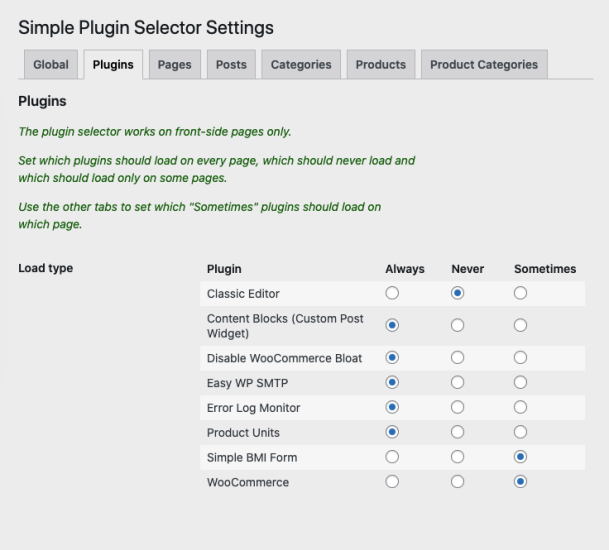 Simple Plugin Selector Settings
Global Plugins Pages Posts Categories Products Product Categories
Plugins
The plugin selector works on front-side pages only.
Set which plugins should load on every page, which should never load and
which should load only on some pages.
Use the other tabs to set which "Sometimes" plugins should load on
which page.
Load type Plugin Always Never Sometimes
Classic Editor
Content Blocks (Custom Post
Widget)
Disable WooCommerce Bloat
Easy WP SMTP
Error Log Monitor
Product Units
Simple BMI Form
WooCommerce